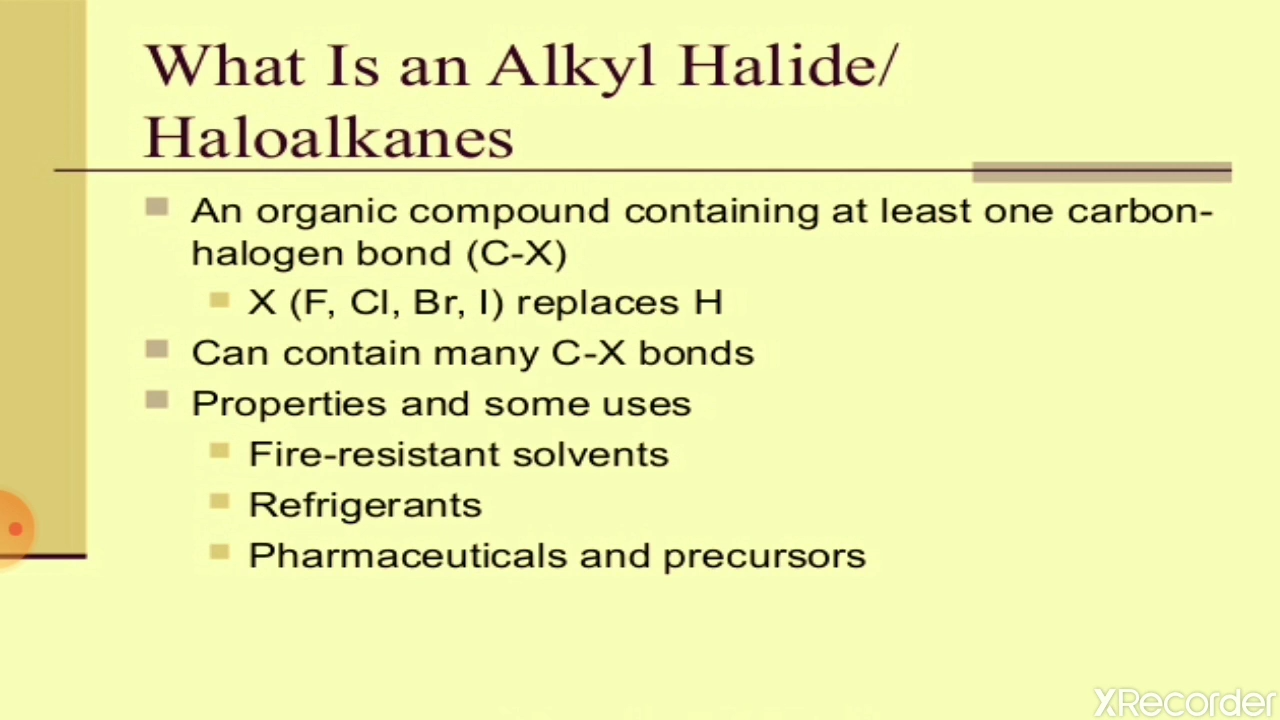 What Is an Alkyl Halide/
Haloalkanes
An organic compound containing at least one carbon-
halogen bond (C-X)
X (F, Cl, Br, I) replaces H
Can contain many C-X bonds
Properties and some uses
Fire-resistant solvents
Refrigerants
Pharmaceuticals and precursors
XRecorder